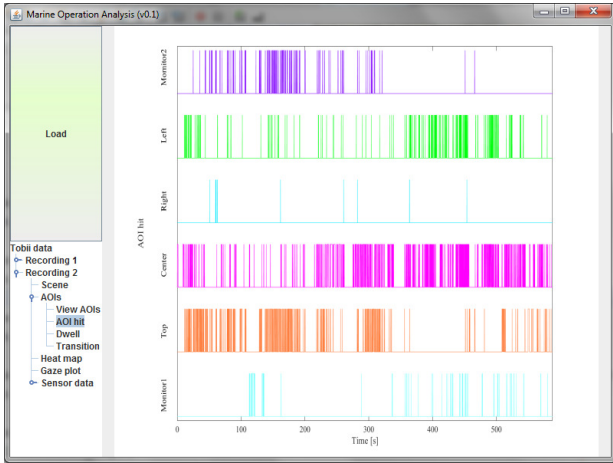 Marine Operation Analysis (v0.1)
Load
Tobii data
Recording 1
Recording 2
Scene
AOIs
View AOIs
AOI hit
Dwell
Transition
Heat map
Gaze plot
Sensor data
AOI hit
Mornitor2
Left
Right
Center
Top
Monitor1
0 100 200 300 400 500
Time [s]